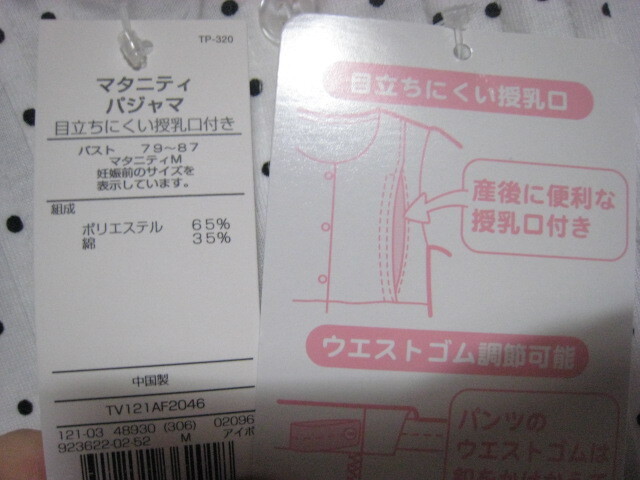 TP-320
マタニティ
パジャマ
目立ちにくい授乳口付き
バスト 79~87
マタニティM
妊娠前のサイズを
表示しています。
組成
ポリエステル 65%
綿 35%
中国製
TV121AF2046
121-03 48930 (306) 02096
923622-02-52 M アイボ
目立ちにくい授乳口
産後に便利な
授乳口付き
ウエストゴム調節可能
パンツの
ウエストゴムは